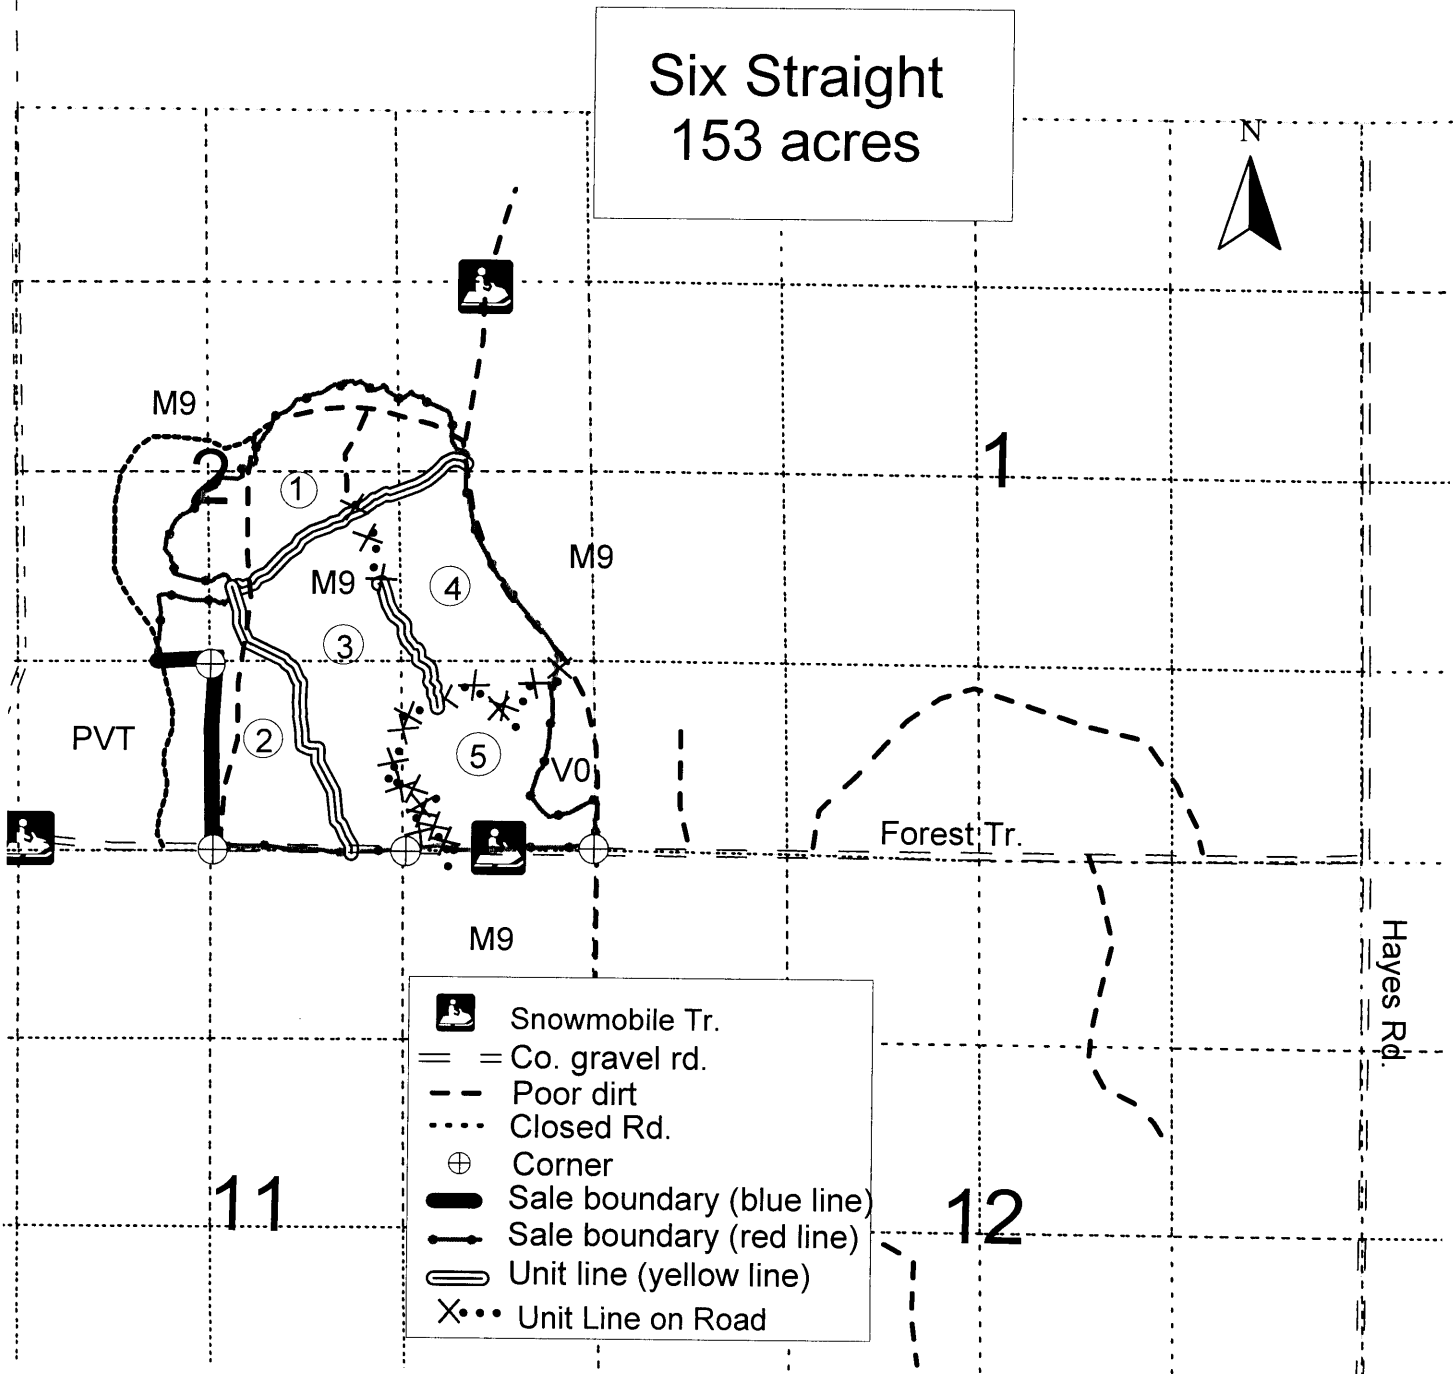 Six Straight
153 acres
N
M9
2
1
1
M9
M9
4
3
PVT
2
5
V0
Forest Tr.
M9
Hayes Rd.
Snowmobile Tr.
Co. gravel rd.
Poor dirt
Closed Rd.
Corner
Sale boundary (blue line)
Sale boundary (red line)
Unit line (yellow line)
Unit Line on Road
11
12